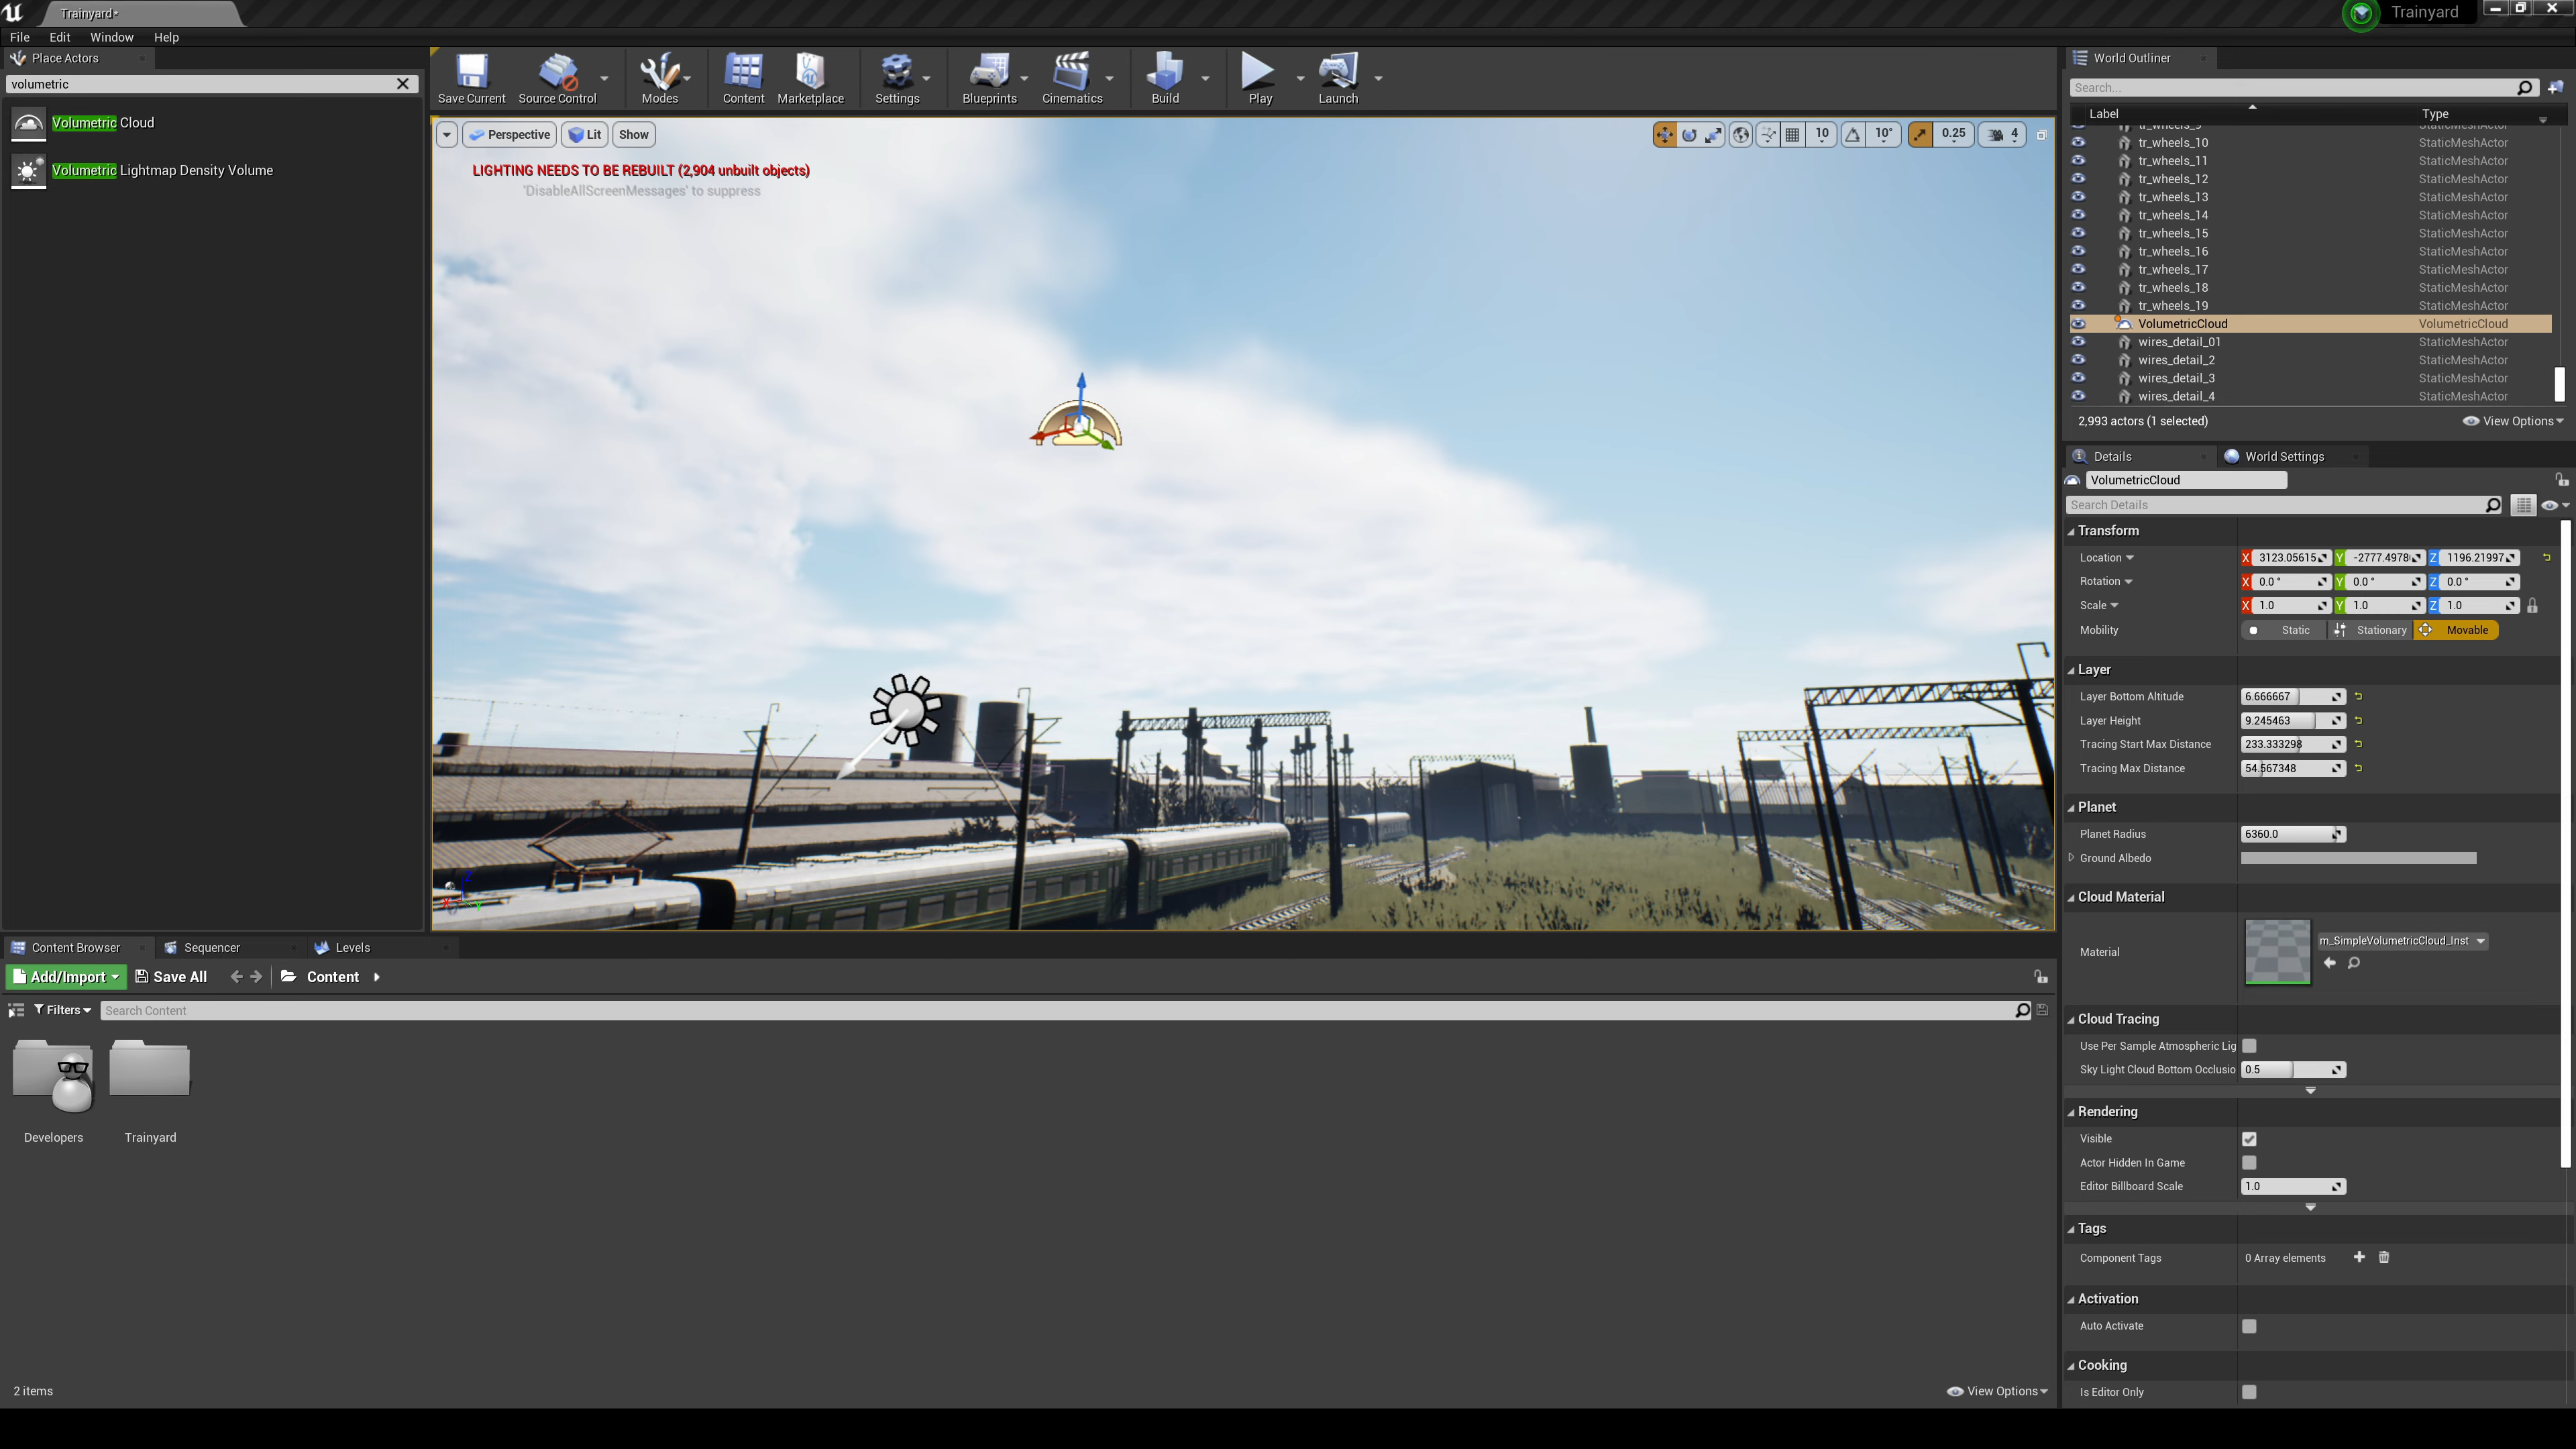 Trainyard*
Trainyard
File Edit Window Help
Place Actors
volumetric
Volumetric Cloud
Volumetric Lightmap Density Volume
Save Current Source Control Modes Content Marketplace Settings Blueprints Cinematics Build Play Launch
Perspective Lit Show
10 10° 0.25 4
LIGHTING NEEDS TO BE REBUILT (2,904 unbuilt objects)
'DisableAllScreenMessages' to suppress
World Outliner
Search...
Label Type
tr_wheels_9 StaticMeshActor
tr_wheels_10 StaticMeshActor
tr_wheels_11 StaticMeshActor
tr_wheels_12 StaticMeshActor
tr_wheels_13 StaticMeshActor
tr_wheels_14 StaticMeshActor
tr_wheels_15 StaticMeshActor
tr_wheels_16 StaticMeshActor
tr_wheels_17 StaticMeshActor
tr_wheels_18 StaticMeshActor
tr_wheels_19 StaticMeshActor
VolumetricCloud VolumetricCloud
wires_detail_01 StaticMeshActor
wires_detail_2 StaticMeshActor
wires_detail_3 StaticMeshActor
wires_detail_4 StaticMeshActor
2,993 actors (1 selected) View Options
Details World Settings
VolumetricCloud
Search Details
Transform
Location X 3123.05615 Y -2777.4978 Z 1196.21997
Rotation X 0.0 ° Y 0.0 ° Z 0.0 °
Scale X 1.0 Y 1.0 Z 1.0
Mobility Static Stationary Movable
Layer
Layer Bottom Altitude 6.666667
Layer Height 9.245463
Tracing Start Max Distance 233.333298
Tracing Max Distance 54.567348
Planet
Planet Radius 6360.0
Ground Albedo
Cloud Material
Material m_SimpleVolumetricCloud_Inst
Cloud Tracing
Use Per Sample Atmospheric Lig
Sky Light Cloud Bottom Occlusio 0.5
Rendering
Visible
Actor Hidden In Game
Editor Billboard Scale 1.0
Tags
Component Tags 0 Array elements
Activation
Auto Activate
Cooking
Is Editor Only
Z
X Y
Content Browser Sequencer Levels
Add/Import Save All Content
Filters Search Content
Developers Trainyard
2 items View Options